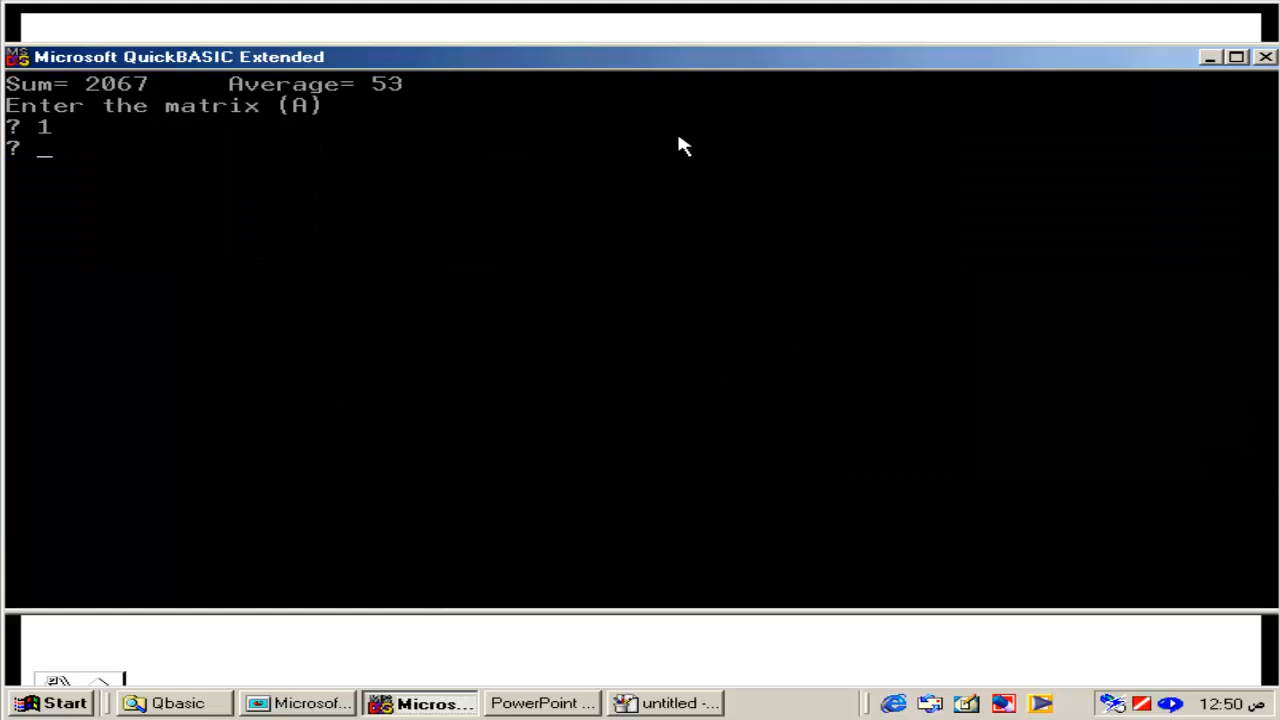 Microsoft QuickBASIC Extended
Sum= 2067 Average= 53
Enter the matrix (A)
? 1
? _
Start Qbasic Microsof... Micros... PowerPoint ... untitled -... 12:50 ص